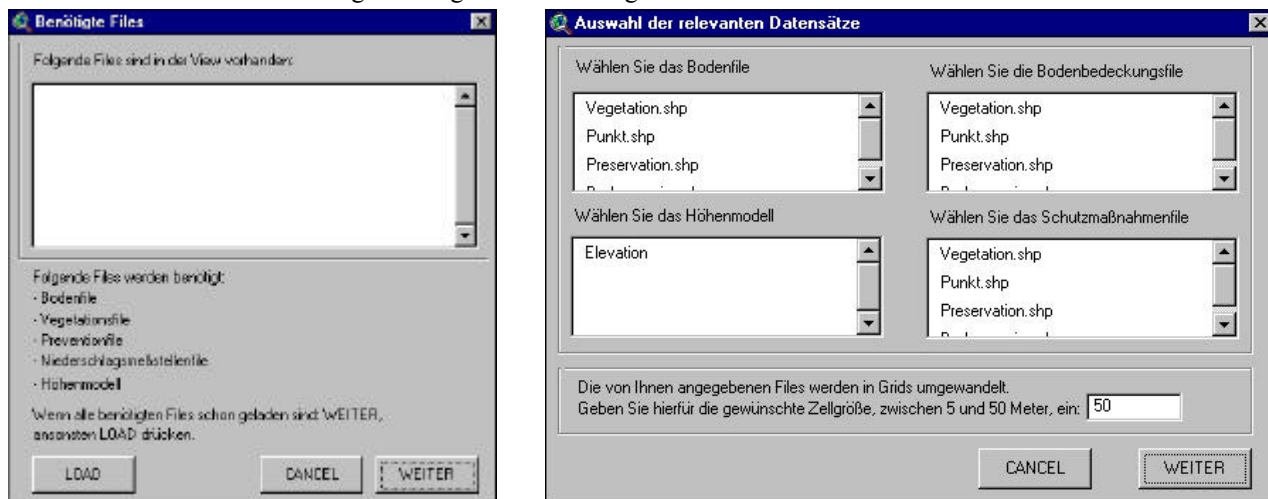 Benötigte Files
Folgende Files sind in der View vorhanden:
Folgende Files werden benötigt:
- Bodenfile
- Vegetationsfile
- Preventionfile
- Niederschlagsmeßstellenfile
- Höhenmodell
Wenn alle benötigten Files schon geladen sind: WEITER,
ansonsten LOAD drücken.
LOAD
CANCEL
WEITER
Auswahl der relevanten Datensätze
Wählen Sie das Bodenfile
Vegetation.shp
Punkt.shp
Preservation.shp
Wählen Sie die Bodenbedeckungsfile
Vegetation.shp
Punkt.shp
Preservation.shp
Wählen Sie das Höhenmodell
Elevation
Wählen Sie das Schutzmaßnahmenfile
Vegetation.shp
Punkt.shp
Preservation.shp
Die von Ihnen angegebenen Files werden in Grids umgewandelt.
Geben Sie hierfür die gewünschte Zellgröße, zwischen 5 und 50 Meter, ein: 50
CANCEL
WEITER